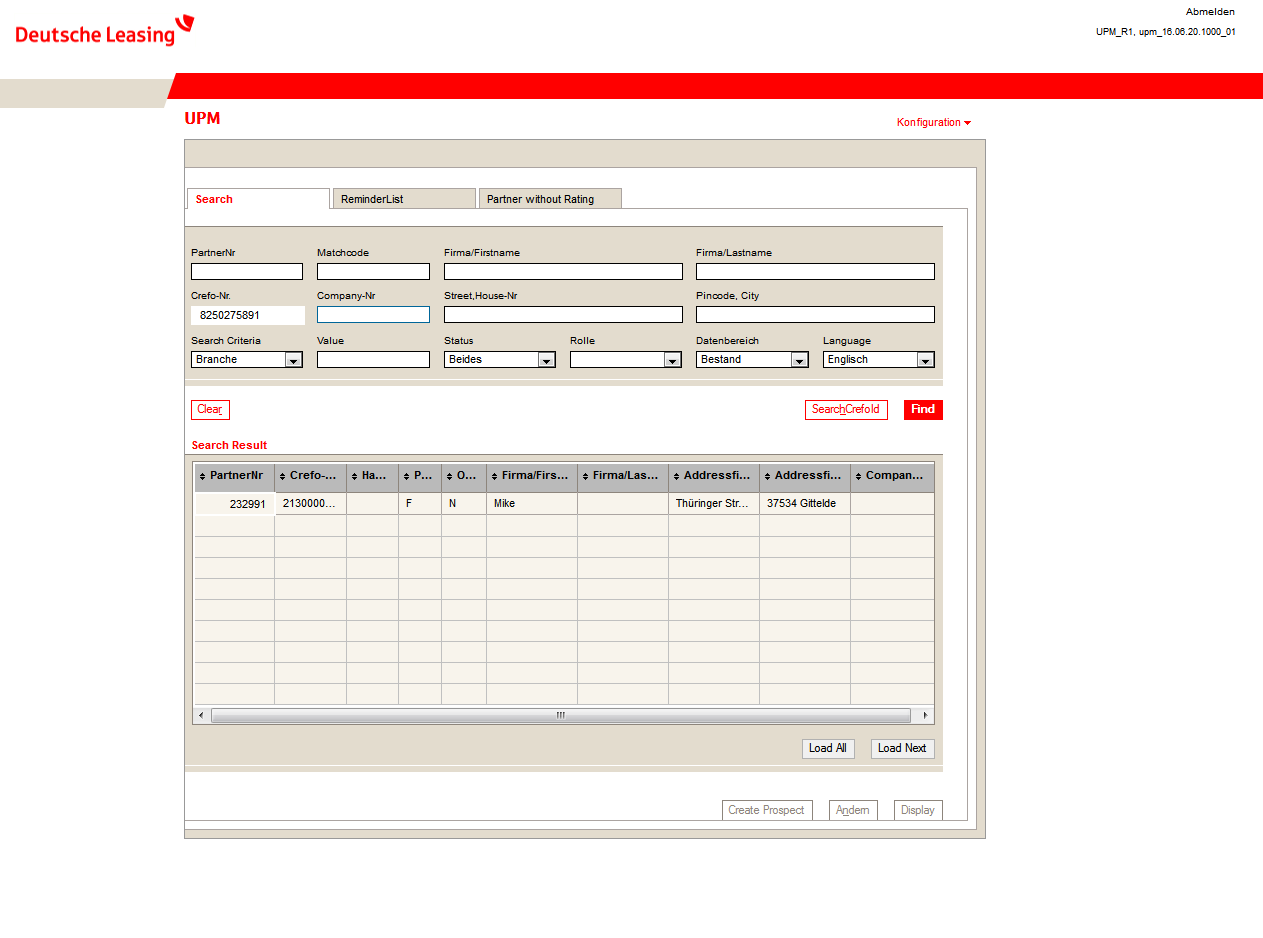 Abmelden
Deutsche Leasing
UPM_R1, upm_16.06.20.1000_01
UPM
Konfiguration
Search ReminderList Partner without Rating
PartnerNr Matchcode Firma/Firstname Firma/Lastname
Crefo-Nr. Company-Nr Street,House-Nr Pincode, City
8250275891
Search Criteria Value Status Rolle Datenbereich Language
Branche Beides Bestand Englisch
Clear SearchCrefoId Find
Search Result
PartnerNr Crefo-... Ha... P... O... Firma/Firs... Firma/Las... Addressfi... Addressfi... Compan...
232991 2130000... F N Mike Thüringer Str... 37534 Gittelde
Load All Load Next
Create Prospect Andern Display